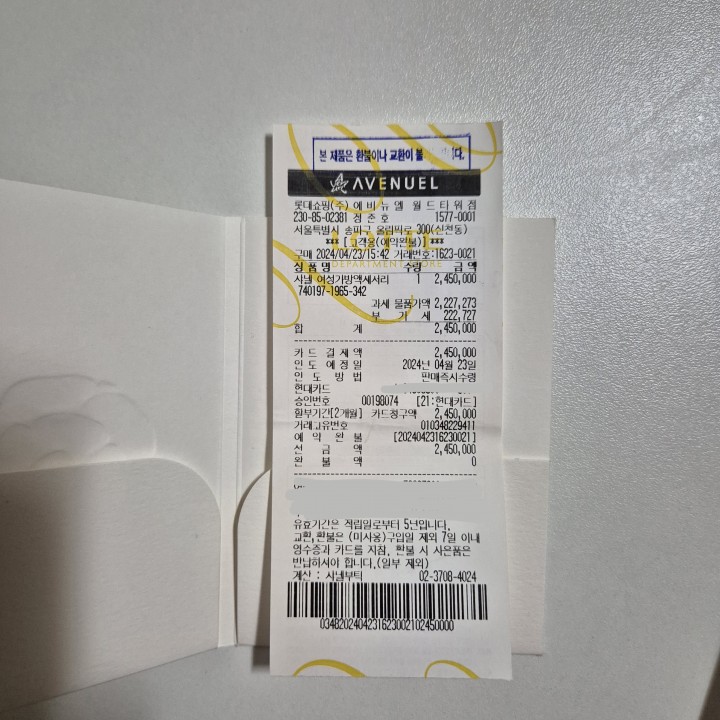 본 제품은 환불이나 교환이 불 다.
AVENUEL
롯데쇼핑(주) 에비뉴엘 월드타워점
230-85-02381 정준호 1577-0001
서울특별시 송파구 올림픽로 300(신천동)
*** [고객용(예약완불)] ***
구매 2024/04/23/15:42 거래번호:1623-0021
DEPARTMENT STORE
상품명 수량 금액
샤넬 여성가방액세서리 1 2,450,000
740197-1965-342
과세 물품가액 2,227,273
부 가 세 222,727
합 계 2,450,000
카드 결제액 2,450,000
인도 예정일 2024년 04월 23일
인도 방법 판매즉시수령
현대카드
승인번호 00198074 [21:현대카드]
할부기간[2개월] 카드청구액 2,450,000
거래고유번호 010348229411
예약완불 [2024042316230021]
선금액 2,450,000
완불액 0
유효기간은 적립일로부터 5년입니다.
교환,환불은 (미사용)구입일 제외 7일 이내
영수증과 카드를 지참, 환불 시 사은품은
반납하셔야 합니다.(일부 제외)
계산 : 샤넬부틱 02-3708-4024
0348202404231623002102450000